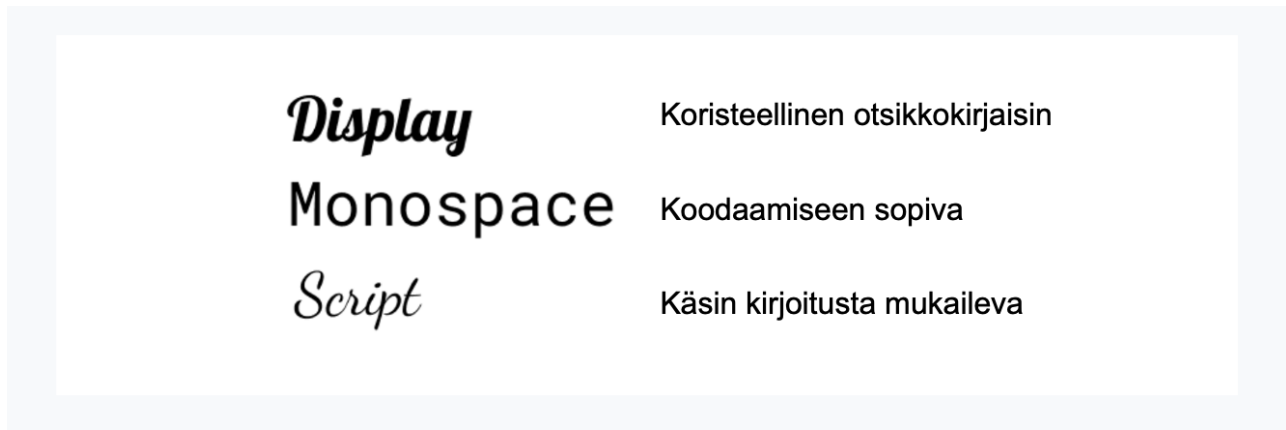 Display Koristeellinen otsikkokirjaisin
Monospace Koodaamiseen sopiva
Script Käsin kirjoitusta mukaileva